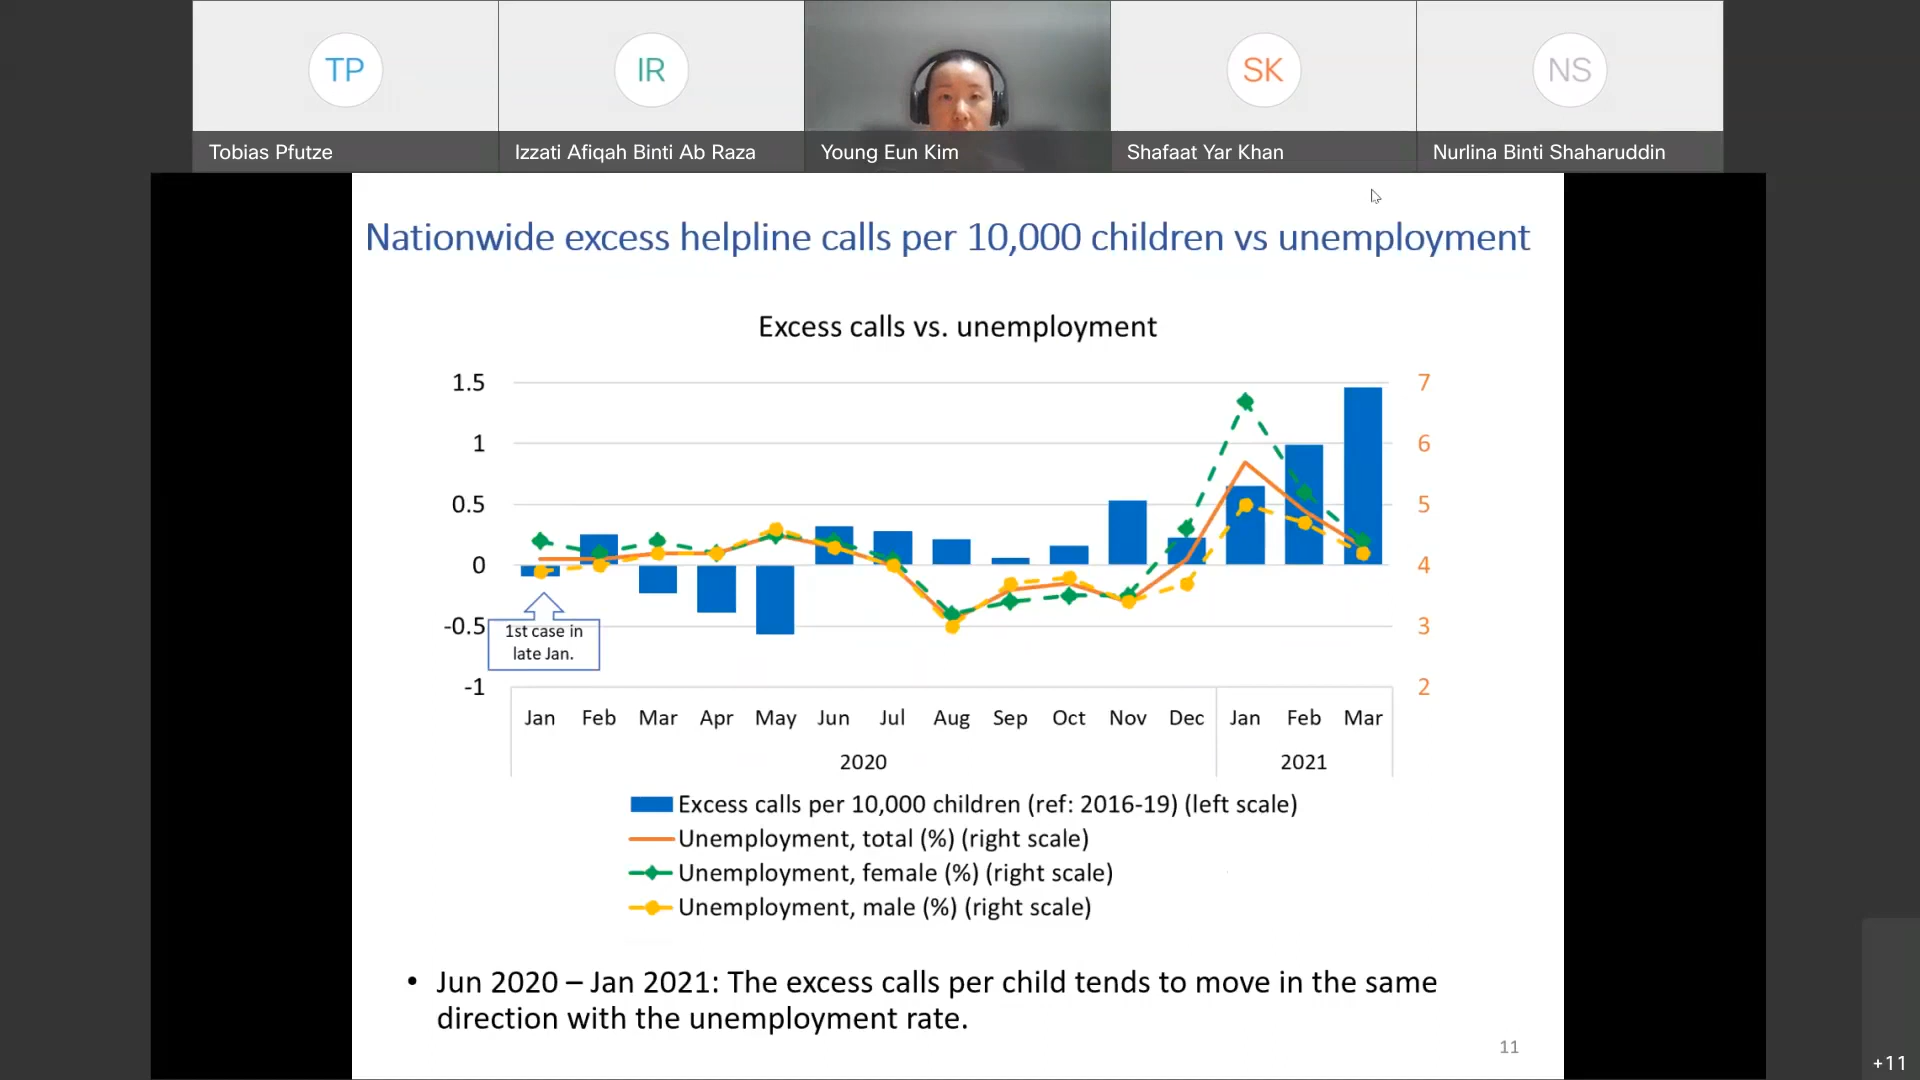 TP
IR
SK
NS
Tobias Pfutze
Izzati Afiqah Binti Ab Raza
Young Eun Kim
Shafaat Yar Khan
Nurlina Binti Shaharuddin
Nationwide excess helpline calls per 10,000 children vs unemployment
Excess calls vs. unemployment
1.5
7
1
6
0.5
5
0
4
-0.5
3
-1
2
1st case in
late Jan.
Jan Feb Mar Apr May Jun Jul Aug Sep Oct Nov Dec Jan Feb Mar
2020 2021
Excess calls per 10,000 children (ref: 2016-19) (left scale)
Unemployment, total (%) (right scale)
Unemployment, female (%) (right scale)
Unemployment, male (%) (right scale)
• Jun 2020 – Jan 2021: The excess calls per child tends to move in the same
direction with the unemployment rate.
11
+11